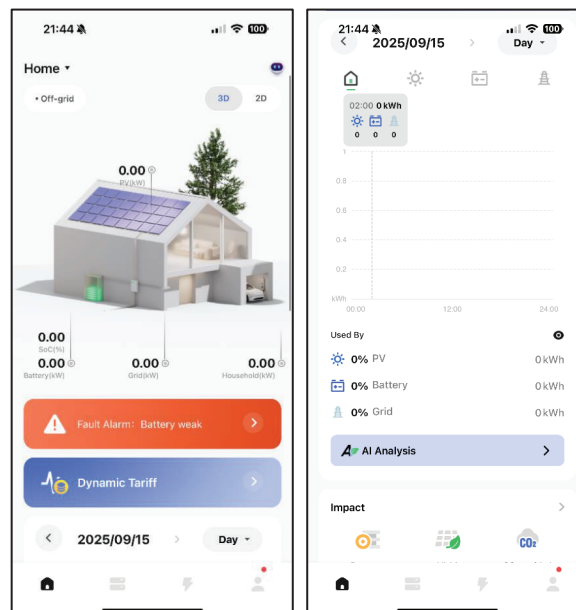 21:44
100
Home
• Off-grid
3D 2D
0.00
PV(kW)
0.00
SoC(%)
0.00 0.00 0.00
Battery(kW) Grid(kW) Household(kW)
Fault Alarm: Battery weak
Dynamic Tariff
2025/09/15
Day
21:44
100
2025/09/15
Day
02:00 0 kWh
0 0 0
1
0.8
0.6
0.4
0.2
kWh
00:00 12:00 24:00
Used By
0% PV 0 kWh
0% Battery 0 kWh
0% Grid 0 kWh
AI Analysis
Impact
CO₂